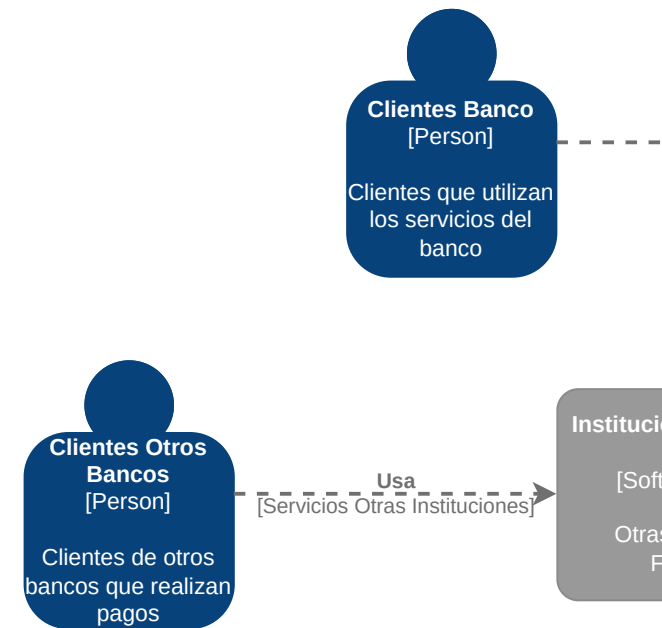 Clientes Banco
[Person]
Clientes que utilizan
los servicios del
banco
Clientes Otros
Bancos
[Person]
Clientes de otros
bancos que realizan
pagos
Usa
[Servicios Otras Instituciones]